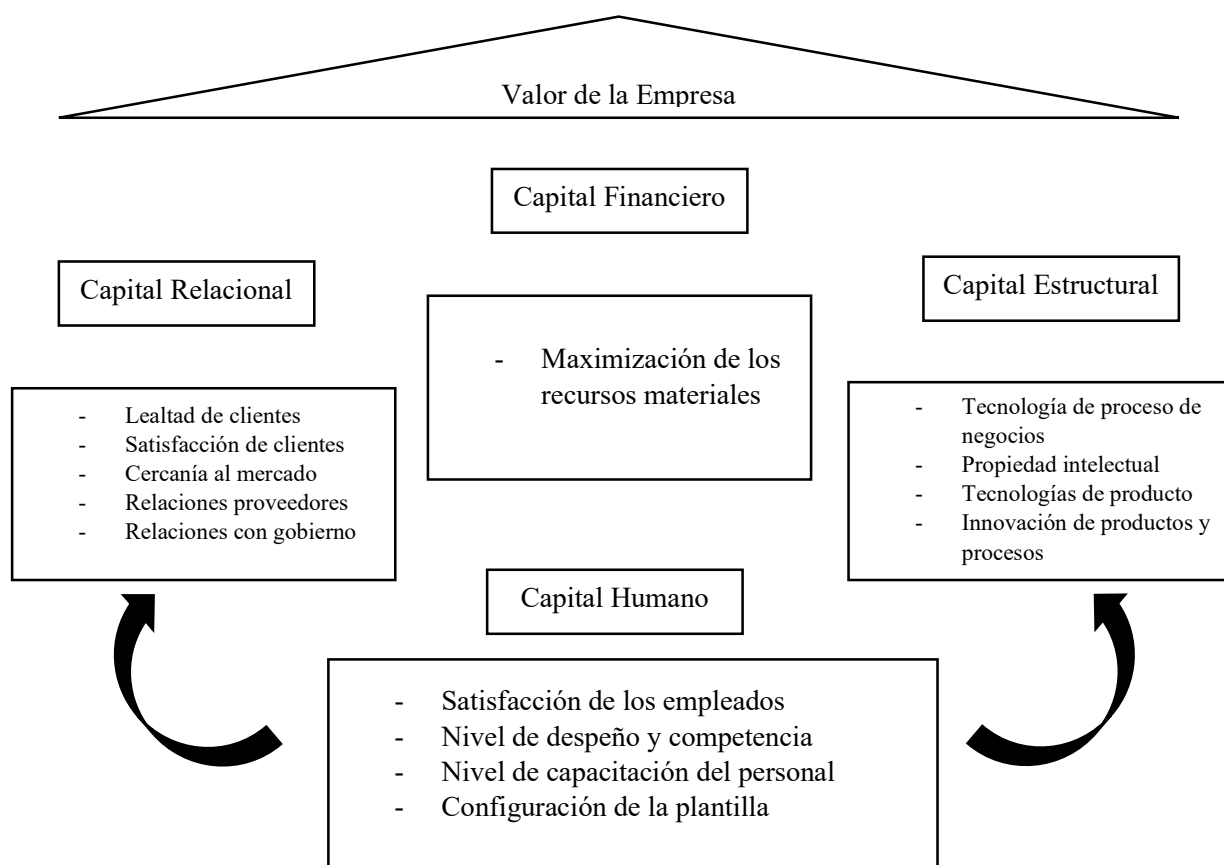 Valor de la Empresa
Capital Financiero
Capital Relacional
Capital Estructural
- Maximización de los
recursos materiales
- Lealtad de clientes
- Satisfacción de clientes
- Cercanía al mercado
- Relaciones proveedores
- Relaciones con gobierno
- Tecnología de proceso de
negocios
- Propiedad intelectual
- Tecnologías de producto
- Innovación de productos y
procesos
Capital Humano
- Satisfacción de los empleados
- Nivel de despeño y competencia
- Nivel de capacitación del personal
- Configuración de la plantilla